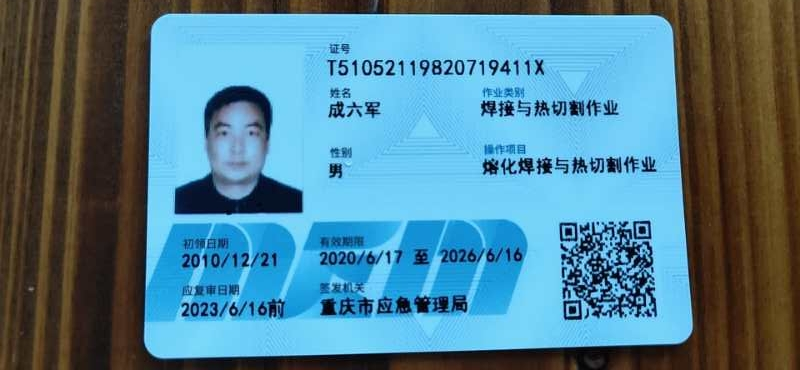 证号
T51052119820719411X
姓名
成六军
作业类别
焊接与热切割作业
性别
男
操作项目
熔化焊接与热切割作业
初领日期
2010/12/21
有效期限
2020/6/17 至 2026/6/16
应复审日期
2023/6/16前
签发机关
重庆市应急管理局